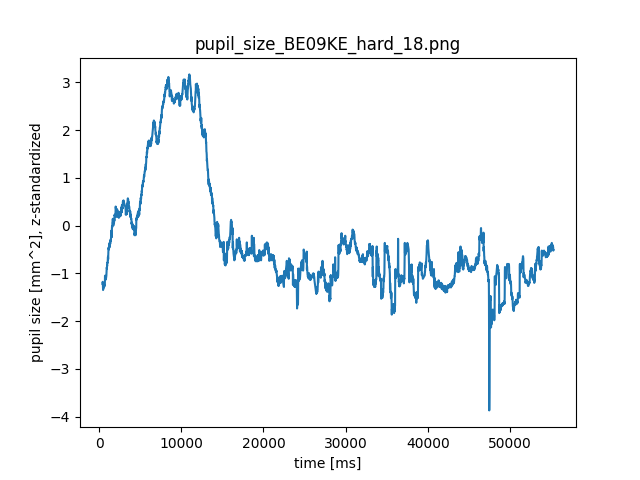 pupil_size_BE09KE_hard_18.png
pupil size [mm^2], z-standardized
3
2
1
0
−1
−2
−3
−4
0 10000 20000 30000 40000 50000
time [ms]